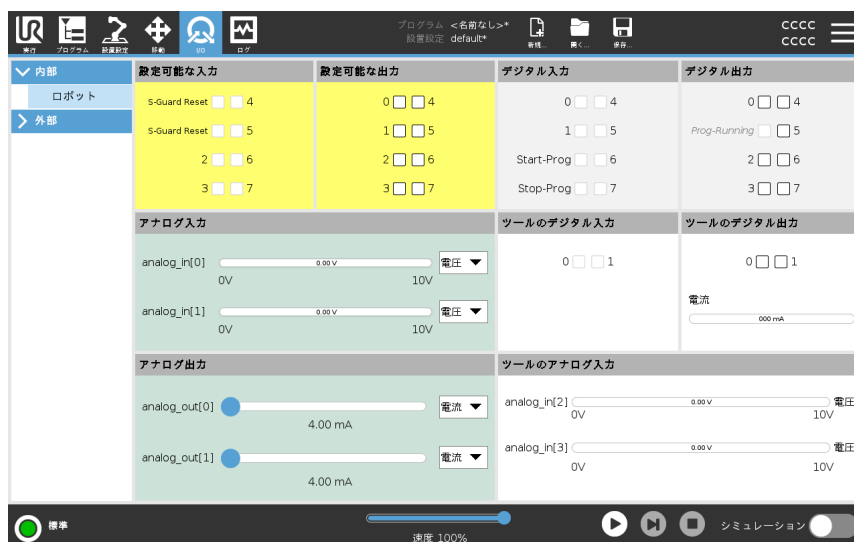 UR
プログラム <名前なし>*
設置設定 default*
CCCC
CCCC
実行 プログラム 設置設定 移動 I/O ログ 新規... 開く... 保存...
内部
ロボット
外部
設定可能な入力
S-Guard Reset 4
S-Guard Reset 5
2 6
3 7
設定可能な出力
0 4
1 5
2 6
3 7
デジタル入力
0 4
1 5
Start-Prog 6
Stop-Prog 7
デジタル出力
0 4
Prog-Running 5
2 6
3 7
アナログ入力
analog_in[0] 0.00 V 電圧
0V 10V
analog_in[1] 0.00 V 電圧
0V 10V
ツールのデジタル入力
0 1
ツールのデジタル出力
0 1
電流
000 mA
アナログ出力
analog_out[0] 電流
4.00 mA
analog_out[1] 電流
4.00 mA
ツールのアナログ入力
analog_in[2] 0.00 V 電圧
0V 10V
analog_in[3] 0.00 V 電圧
0V 10V
標準
速度 100%
シミュレーション